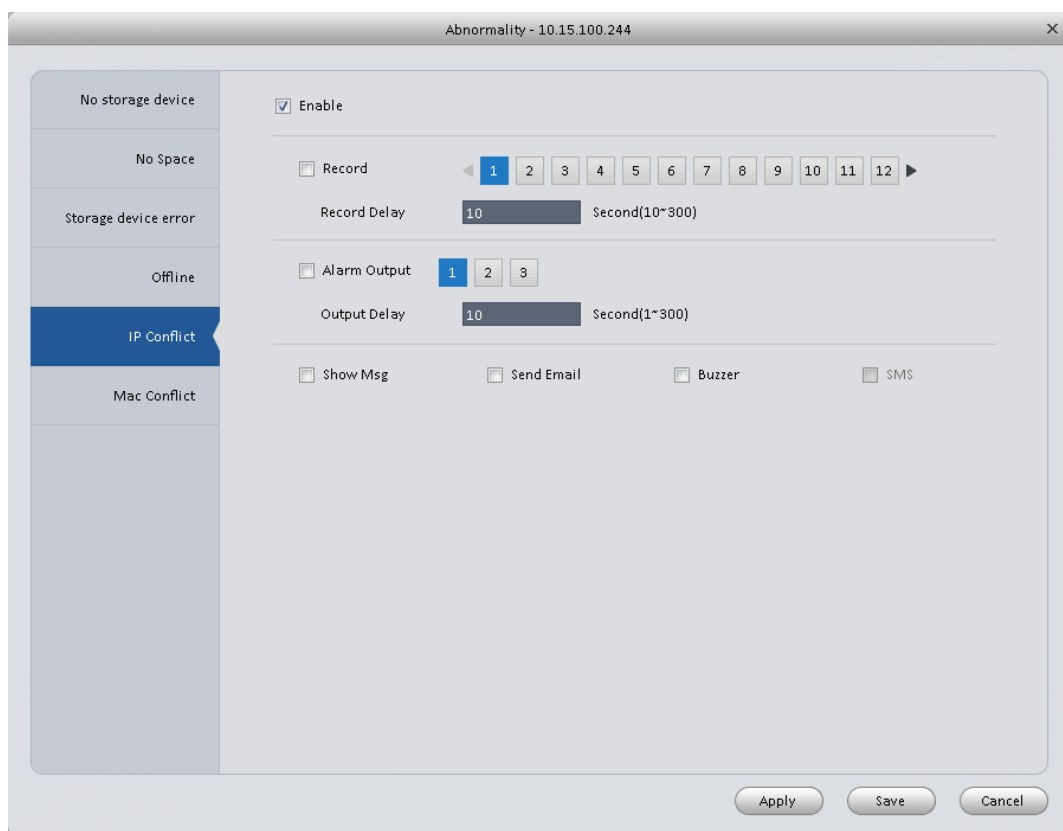 Abnormality - 10.15.100.244
No storage device
No Space
Storage device error
Offline
IP Conflict
Mac Conflict
Enable
Record 1 2 3 4 5 6 7 8 9 10 11 12
Record Delay 10 Second(10~300)
Alarm Output 1 2 3
Output Delay 10 Second(1~300)
Show Msg Send Email Buzzer SMS
Apply Save Cancel